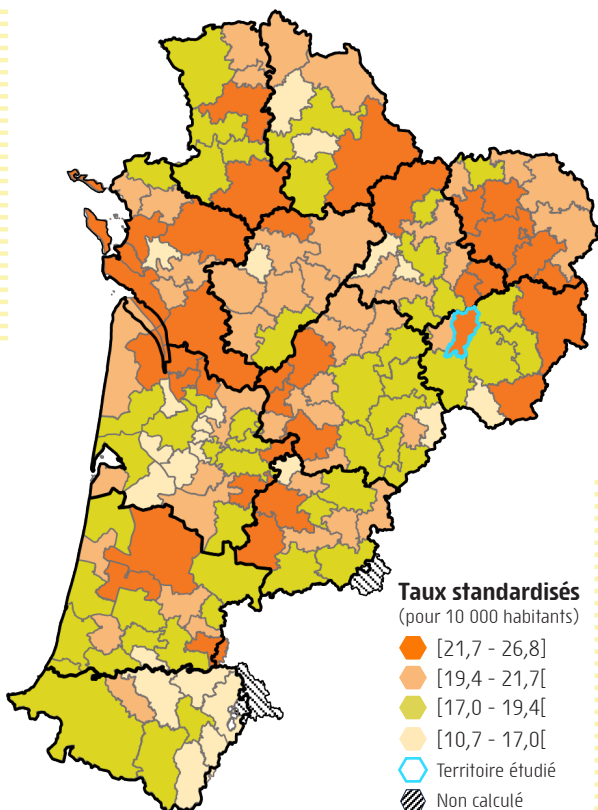 Taux standardisés
(pour 10 000 habitants)
[21,7 - 26,8]
[19,4 - 21,7[
[17,0 - 19,4[
[10,7 - 17,0[
Territoire étudié
Non calculé